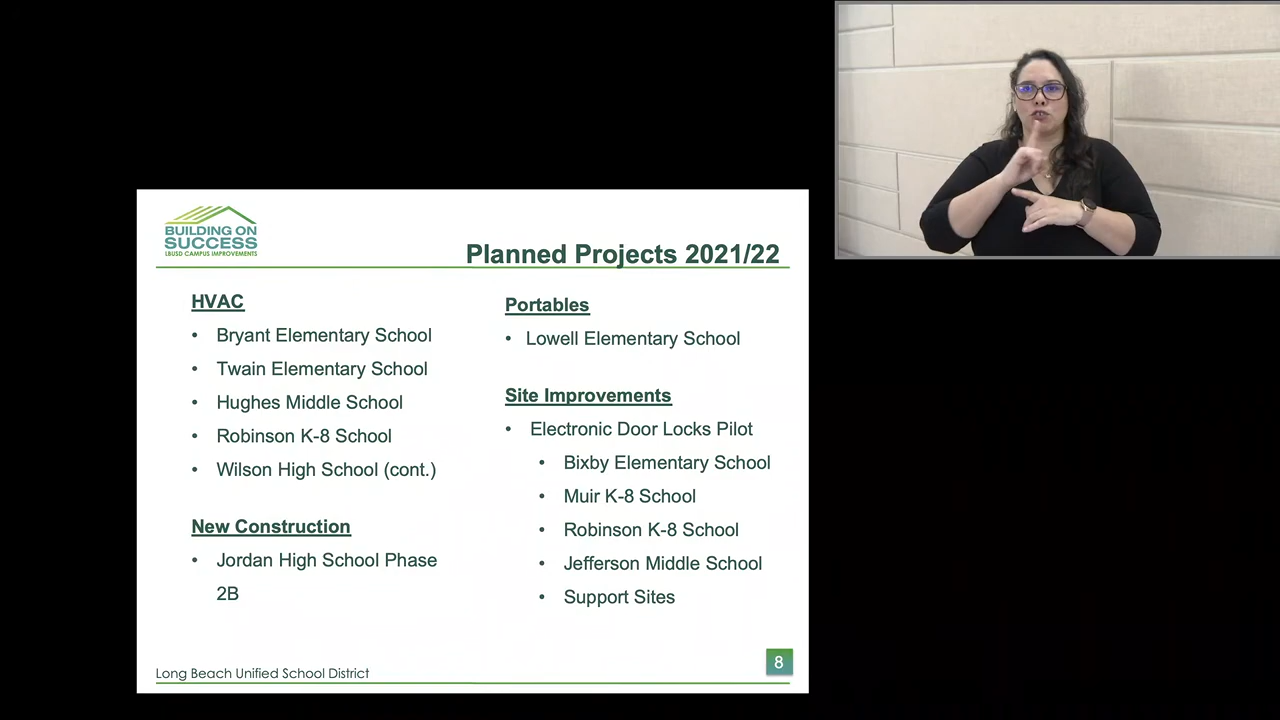 BUILDING ON
SUCCESS
LBUSD CAMPUS IMPROVEMENTS
Planned Projects 2021/22
HVAC
• Bryant Elementary School
• Twain Elementary School
• Hughes Middle School
• Robinson K-8 School
• Wilson High School (cont.)
New Construction
• Jordan High School Phase
2B
Portables
• Lowell Elementary School
Site Improvements
• Electronic Door Locks Pilot
• Bixby Elementary School
• Muir K-8 School
• Robinson K-8 School
• Jefferson Middle School
• Support Sites
Long Beach Unified School District
8